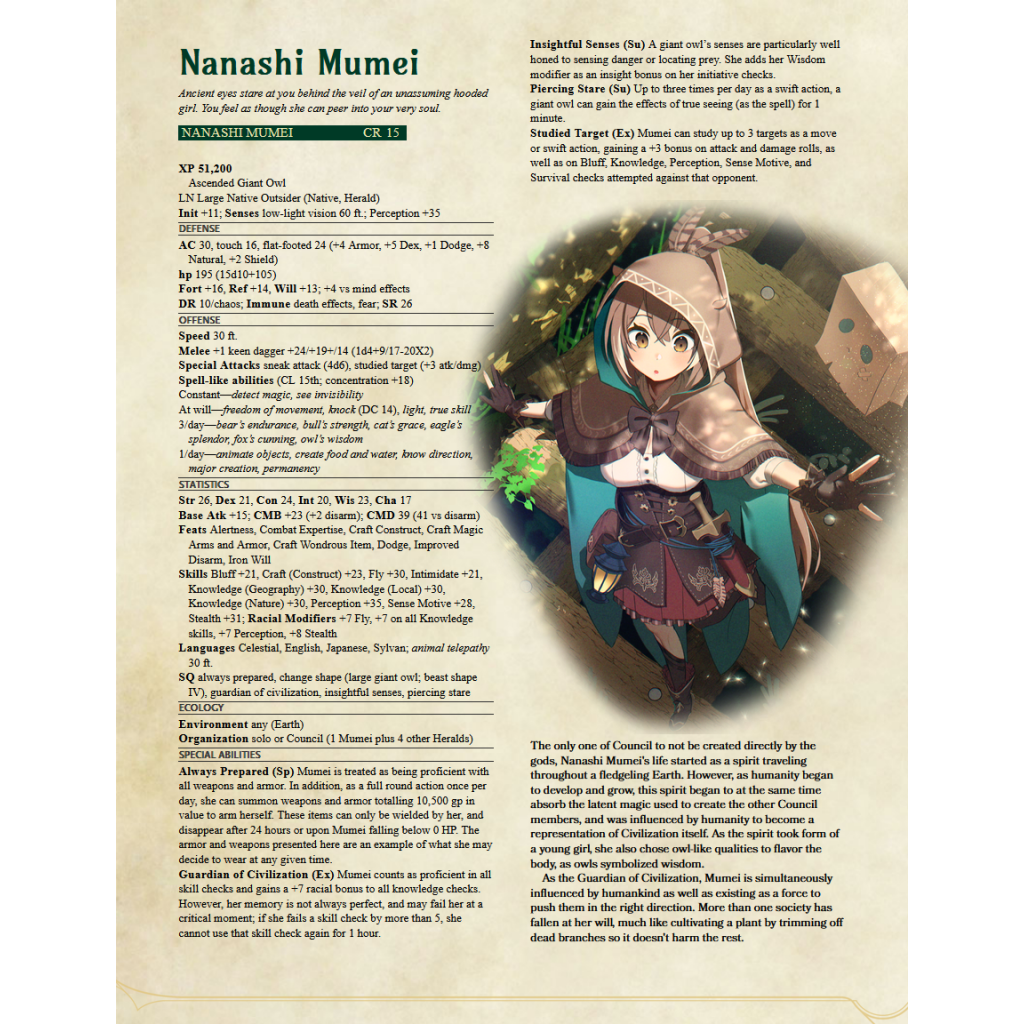 Nanashi Mumei
Ancient eyes stare at you behind the veil of an unassuming hooded
girl. You feel as though she can peer into your very soul.
NANASHI MUMEI CR 15
XP 51,200
Ascended Giant Owl
LN Large Native Outsider (Native, Herald)
Init +11; Senses low-light vision 60 ft.; Perception +35
DEFENSE
AC 30, touch 16, flat-footed 24 (+4 Armor, +5 Dex, +1 Dodge, +8
Natural, +2 Shield)
hp 195 (15d10+105)
Fort +16, Ref +14, Will +13; +4 vs mind effects
DR 10/chaos; Immune death effects, fear; SR 26
OFFENSE
Speed 30 ft.
Melee +1 keen dagger +24/+19+/14 (1d4+9/17-20X2)
Special Attacks sneak attack (4d6), studied target (+3 atk/dmg)
Spell-like abilities (CL 15th; concentration +18)
Constant—detect magic, see invisibility
At will—freedom of movement, knock (DC 14), light, true skill
3/day—bear's endurance, bull's strength, cat's grace, eagle's
splendor, fox's cunning, owl's wisdom
1/day—animate objects, create food and water, know direction,
major creation, permanency
STATISTICS
Str 26, Dex 21, Con 24, Int 20, Wis 23, Cha 17
Base Atk +15; CMB +23 (+2 disarm); CMD 39 (41 vs disarm)
Feats Alertness, Combat Expertise, Craft Construct, Craft Magic
Arms and Armor, Craft Wondrous Item, Dodge, Improved
Disarm, Iron Will
Skills Bluff +21, Craft (Construct) +23, Fly +30, Intimidate +21,
Knowledge (Geography) +30, Knowledge (Local) +30,
Knowledge (Nature) +30, Perception +35, Sense Motive +28,
Stealth +31; Racial Modifiers +7 Fly, +7 on all Knowledge
skills, +7 Perception, +8 Stealth
Languages Celestial, English, Japanese, Sylvan; animal telepathy
30 ft.
SQ always prepared, change shape (large giant owl; beast shape
IV), guardian of civilization, insightful senses, piercing stare
ECOLOGY
Environment any (Earth)
Organization solo or Council (1 Mumei plus 4 other Heralds)
SPECIAL ABILITIES
Always Prepared (Sp) Mumei is treated as being proficient with
all weapons and armor. In addition, as a full round action once per
day, she can summon weapons and armor totalling 10,500 gp in
value to arm herself. These items can only be wielded by her, and
disappear after 24 hours or upon Mumei falling below 0 HP. The
armor and weapons presented here are an example of what she may
decide to wear at any given time.
Guardian of Civilization (Ex) Mumei counts as proficient in all
skill checks and gains a +7 racial bonus to all knowledge checks.
However, her memory is not always perfect, and may fail her at a
critical moment; if she fails a skill check by more than 5, she
cannot use that skill check again for 1 hour.
Insightful Senses (Su) A giant owl's senses are particularly well
honed to sensing danger or locating prey. She adds her Wisdom
modifier as an insight bonus on her initiative checks.
Piercing Stare (Su) Up to three times per day as a swift action, a
giant owl can gain the effects of true seeing (as the spell) for 1
minute.
Studied Target (Ex) Mumei can study up to 3 targets as a move
or swift action, gaining a +3 bonus on attack and damage rolls, as
well as on Bluff, Knowledge, Perception, Sense Motive, and
Survival checks attempted against that opponent.
The only one of Council to not be created directly by the
gods, Nanashi Mumei's life started as a spirit traveling
throughout a fledgeling Earth. However, as humanity began
to develop and grow, this spirit began to at the same time
absorb the latent magic used to create the other Council
members, and was influenced by humanity to become a
representation of Civilization itself. As the spirit took form of
a young girl, she also chose owl-like qualities to flavor the
body, as owls symbolized wisdom.
As the Guardian of Civilization, Mumei is simultaneously
influenced by humankind as well as existing as a force to
push them in the right direction. More than one society has
fallen at her will, much like cultivating a plant by trimming off
dead branches so it doesn't harm the rest.